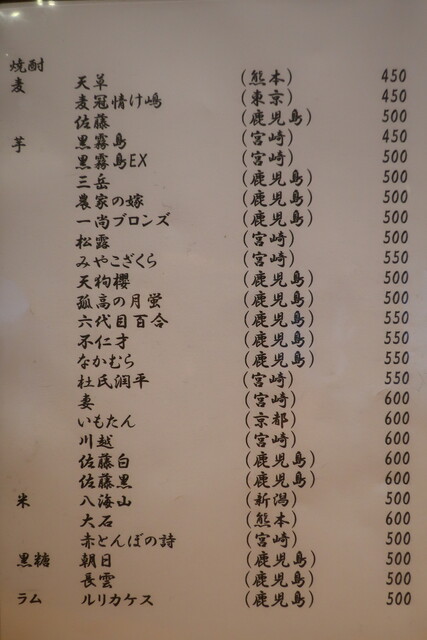 焼酎
麦 天草 (熊本) 450
麦冠情け嶋 (東京) 450
佐藤 (鹿児島) 500
芋 黒霧島 (宮崎) 450
黒霧島EX (宮崎) 500
三岳 (鹿児島) 500
農家の嫁 (鹿児島) 500
一尚ブロンズ (鹿児島) 500
松露 (宮崎) 500
みやこざくら (宮崎) 550
天狗櫻 (鹿児島) 500
孤高の月蛍 (鹿児島) 500
六代目百合 (鹿児島) 550
不仁才 (鹿児島) 550
なかむら (鹿児島) 550
杜氏潤平 (宮崎) 550
妻 (宮崎) 600
いもたん (京都) 600
川越 (宮崎) 600
佐藤白 (鹿児島) 600
佐藤黒 (鹿児島) 600
米 八海山 (新潟) 500
大石 (熊本) 600
赤とんぼの詩 (宮崎) 500
黒糖 朝日 (鹿児島) 500
長雲 (鹿児島) 500
ラム ルリカケス (鹿児島) 500